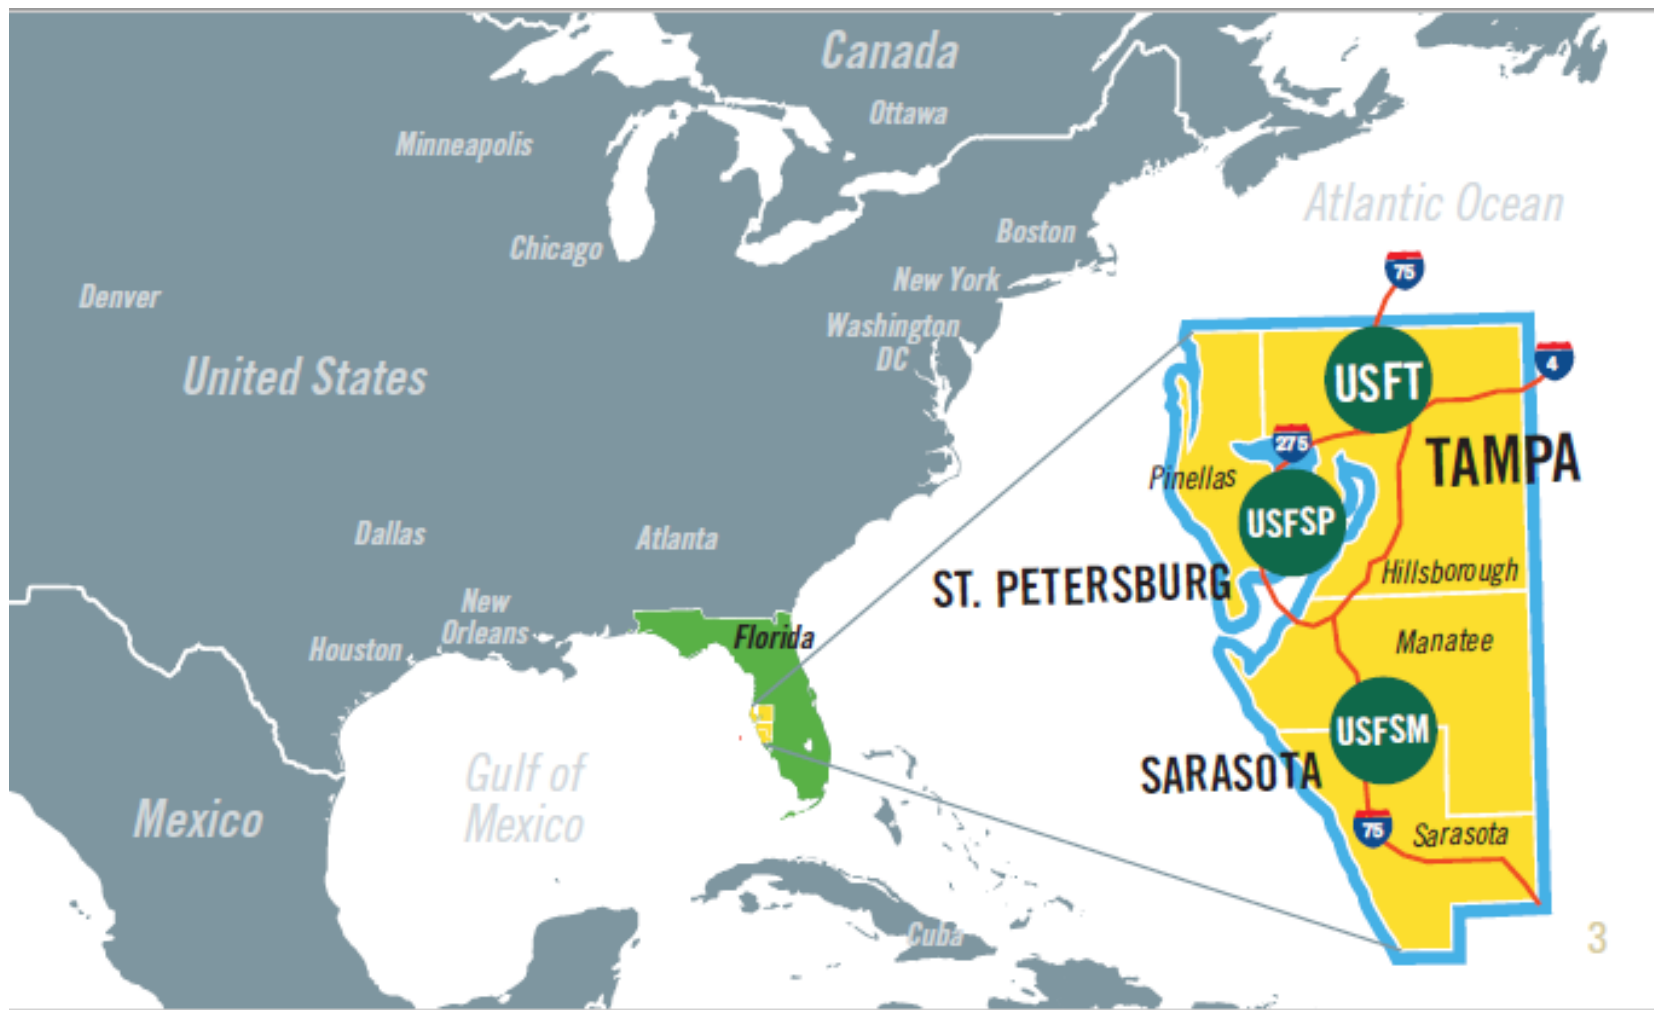 Canada
Ottawa
Minneapolis
Atlantic Ocean
Boston
Chicago
New York
75
Denver
Washington
DC
4
United States
USFT
275
TAMPA
Pinellas
USFSP
Dallas
Atlanta
Hillsborough
ST. PETERSBURG
New
Orleans
Florida
Manatee
Houston
USFSM
Gulf of
Mexico
SARASOTA
Mexico
75
Sarasota
Cuba
3